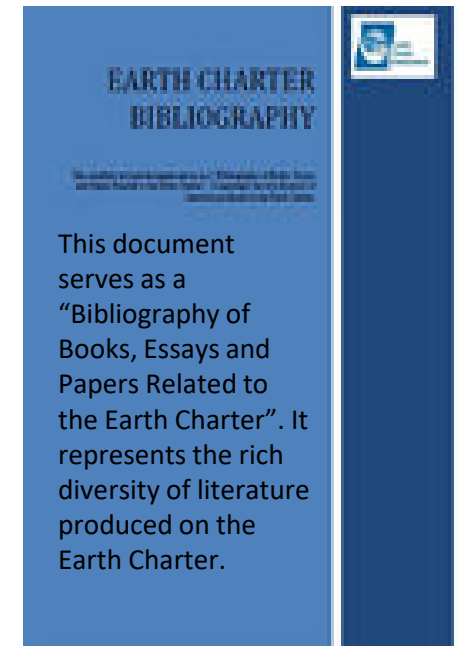 EARTH CHARTER
BIBLIOGRAPHY
This document
serves as a
“Bibliography of
Books, Essays and
Papers Related to
the Earth Charter”. It
represents the rich
diversity of literature
produced on the
Earth Charter.